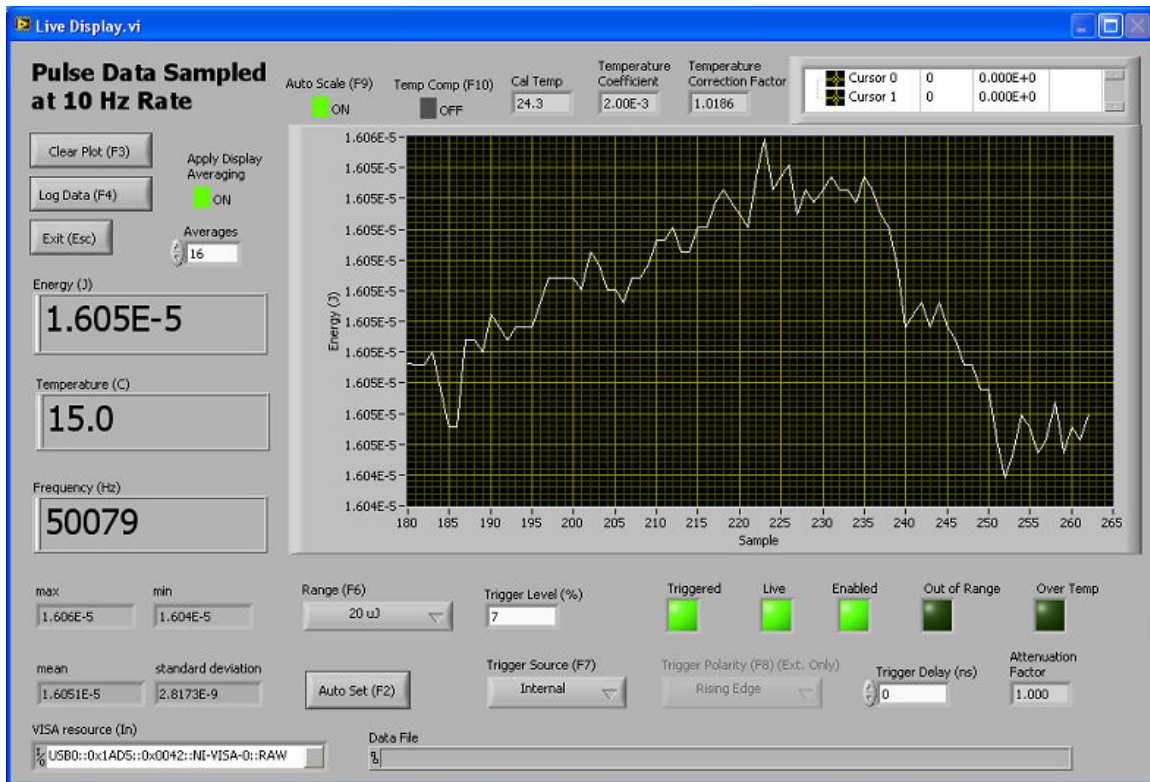 Live Display.vi
Pulse Data Sampled
at 10 Hz Rate
Auto Scale (F9)
ON
Temp Comp (F10)
OFF
Cal Temp
24.3
Temperature
Coefficient
2.00E-3
Temperature
Correction Factor
1.0186
Cursor 0 0 0.000E+0
Cursor 1 0 0.000E+0
Clear Plot (F3)
Log Data (F4)
Exit (Esc)
Apply Display
Averaging
ON
Averages
16
Energy (J)
1.605E-5
Temperature (C)
15.0
Frequency (Hz)
50079
Energy (J)
1.606E-5
1.605E-5
1.605E-5
1.605E-5
1.605E-5
1.605E-5
1.605E-5
1.605E-5
1.605E-5
1.605E-5
1.605E-5
1.604E-5
1.604E-5
180 185 190 195 200 205 210 215 220 225 230 235 240 245 250 255 260 265
Sample
max
1.606E-5
min
1.604E-5
mean
1.6051E-5
standard deviation
2.8173E-9
Range (F6)
20 uJ
Trigger Level (%)
7
Triggered
Live
Enabled
Out of Range
Over Temp
Auto Set (F2)
Trigger Source (F7)
Internal
Trigger Polarity (F8) (Ext. Only)
Rising Edge
Trigger Delay (ns)
0
Attenuation
Factor
1.000
VISA resource (In)
USB0::0x1AD5::0x0042::NI-VISA-0::RAW
Data File